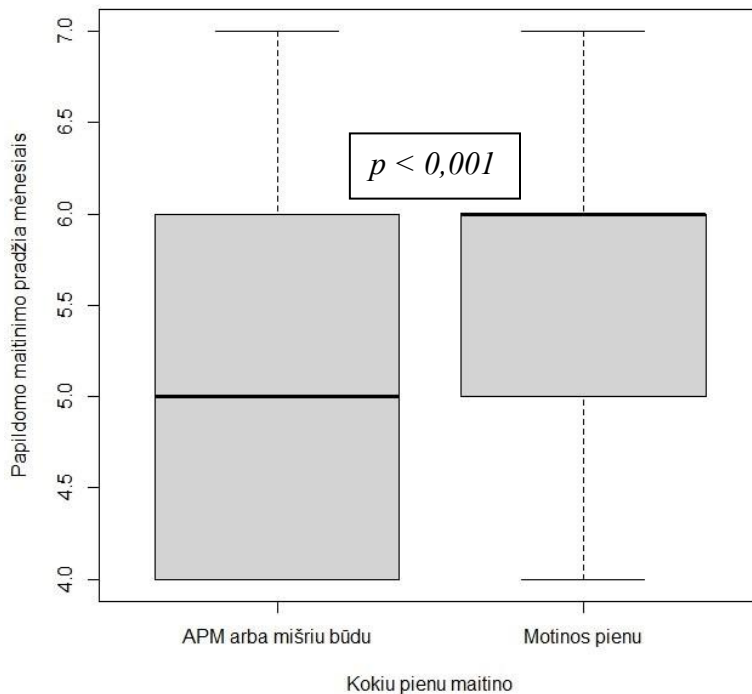 Papildomo maitinimo pradžia mėnesiais
7.0
6.5
6.0
5.5
5.0
4.5
4.0
p < 0,001
APM arba mišriu būdu
Motinos pienu
Kokiu pienu maitino